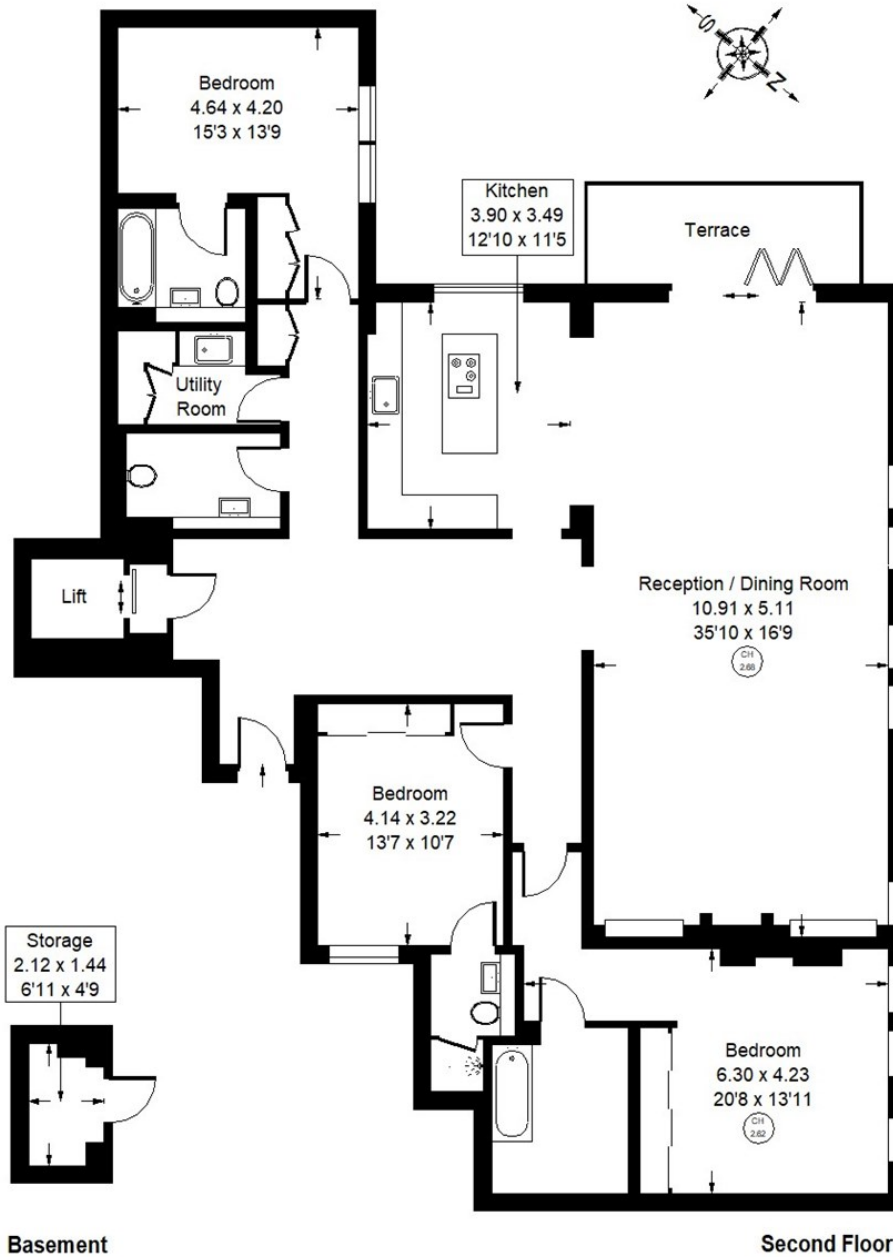 S
N
Bedroom
4.64 x 4.20
15'3 x 13'9
Kitchen
3.90 x 3.49
12'10 x 11'5
Terrace
Utility
Room
Lift
Reception / Dining Room
10.91 x 5.11
35'10 x 16'9
CH
2.68
Bedroom
4.14 x 3.22
13'7 x 10'7
Storage
2.12 x 1.44
6'11 x 4'9
Bedroom
6.30 x 4.23
20'8 x 13'11
CH
2.62
Basement
Second Floor